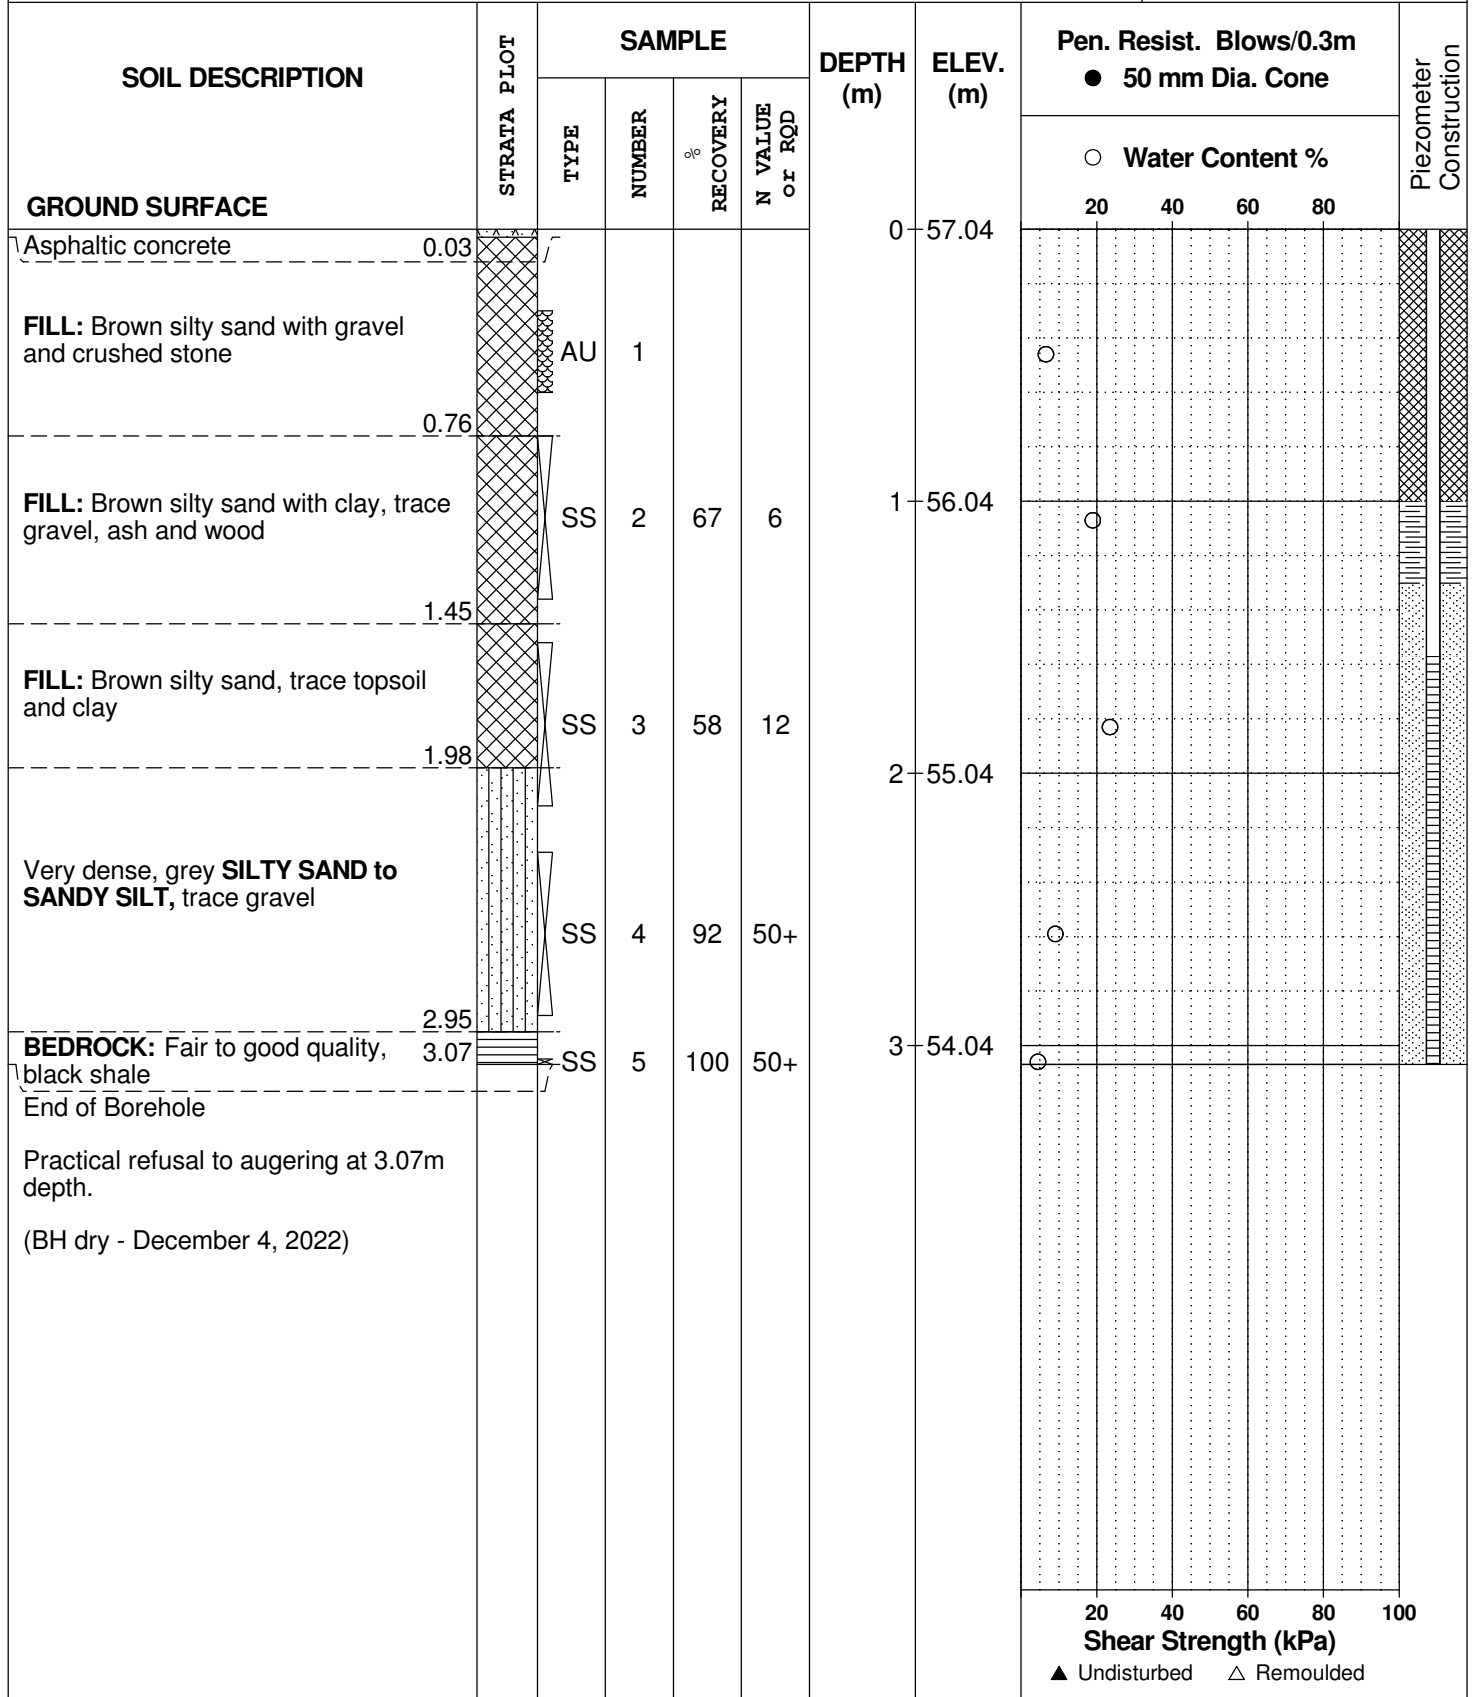 SOIL DESCRIPTION
GROUND SURFACE
STRATA PLOT
SAMPLE
TYPE
NUMBER
%
RECOVERY
N VALUE
or RQD
DEPTH
(m)
ELEV.
(m)
Pen. Resist. Blows/0.3m
● 50 mm Dia. Cone
○ Water Content %
20 40 60 80
Piezometer
Construction
0 57.04
Asphaltic concrete 0.03
FILL: Brown silty sand with gravel
and crushed stone
AU 1
0.76
FILL: Brown silty sand with clay, trace
gravel, ash and wood
SS 2 67 6
1 56.04
1.45
FILL: Brown silty sand, trace topsoil
and clay
SS 3 58 12
1.98
2 55.04
Very dense, grey SILTY SAND to
SANDY SILT, trace gravel
SS 4 92 50+
2.95
BEDROCK: Fair to good quality,
black shale
3.07
SS 5 100 50+
3 54.04
End of Borehole
Practical refusal to augering at 3.07m
depth.
(BH dry - December 4, 2022)
20 40 60 80 100
Shear Strength (kPa)
▲ Undisturbed △ Remoulded